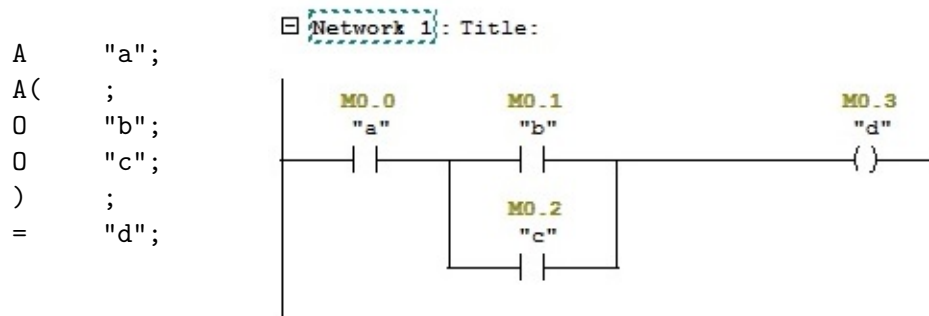 A "a";
A( ;
O "b";
O "c";
) ;
= "d";
Network 1: Title:
M0.0 M0.1 M0.3
"a" "b" "d"
M0.2
"c"